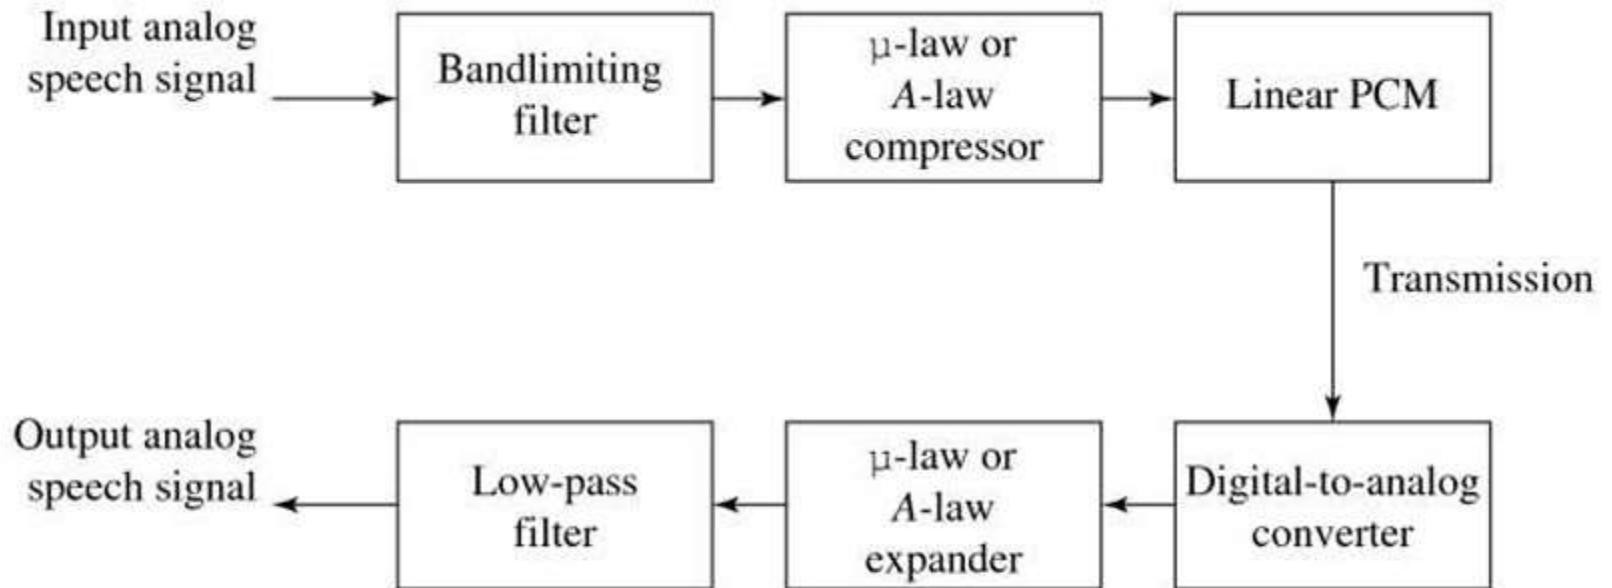 Input analog
speech signal
Bandlimiting
filter
μ-law or
A-law
compressor
Linear PCM
Transmission
Output analog
speech signal
Low-pass
filter
μ-law or
A-law
expander
Digital-to-analog
converter